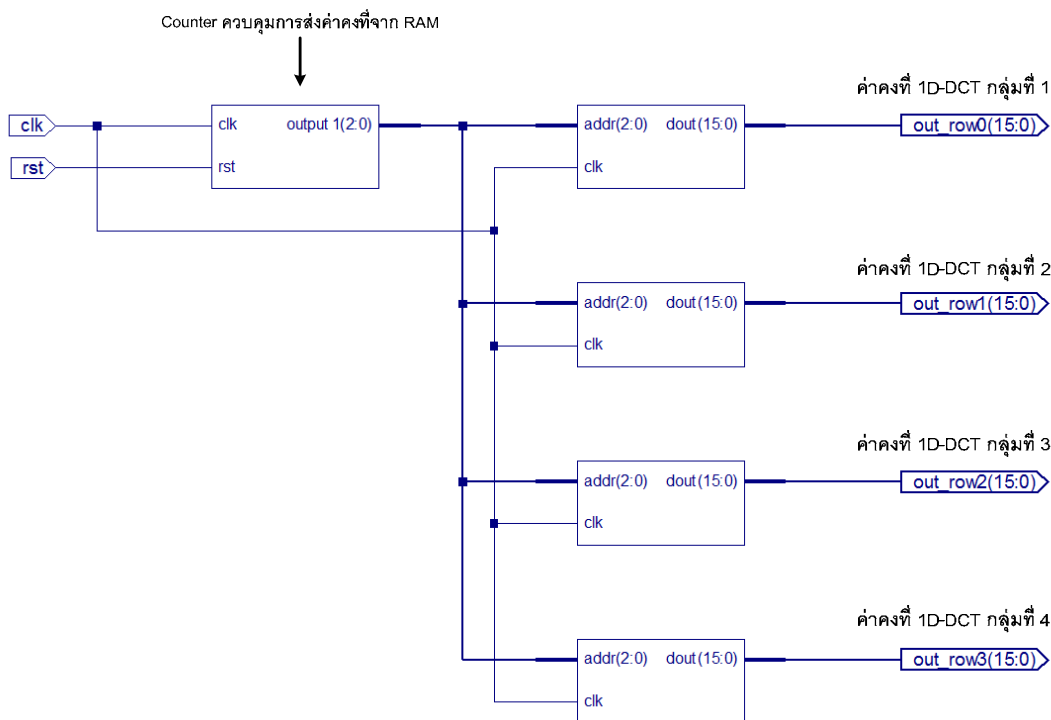 Counter ควบคุมการส่งค่าคงที่จาก RAM
clk
rst
clk output 1(2:0)
rst
ค่าคงที่ 1D-DCT กลุ่มที่ 1
addr(2:0) dout(15:0)
clk
out_row0(15:0)
ค่าคงที่ 1D-DCT กลุ่มที่ 2
addr(2:0) dout(15:0)
clk
out_row1(15:0)
ค่าคงที่ 1D-DCT กลุ่มที่ 3
addr(2:0) dout(15:0)
clk
out_row2(15:0)
ค่าคงที่ 1D-DCT กลุ่มที่ 4
addr(2:0) dout(15:0)
clk
out_row3(15:0)